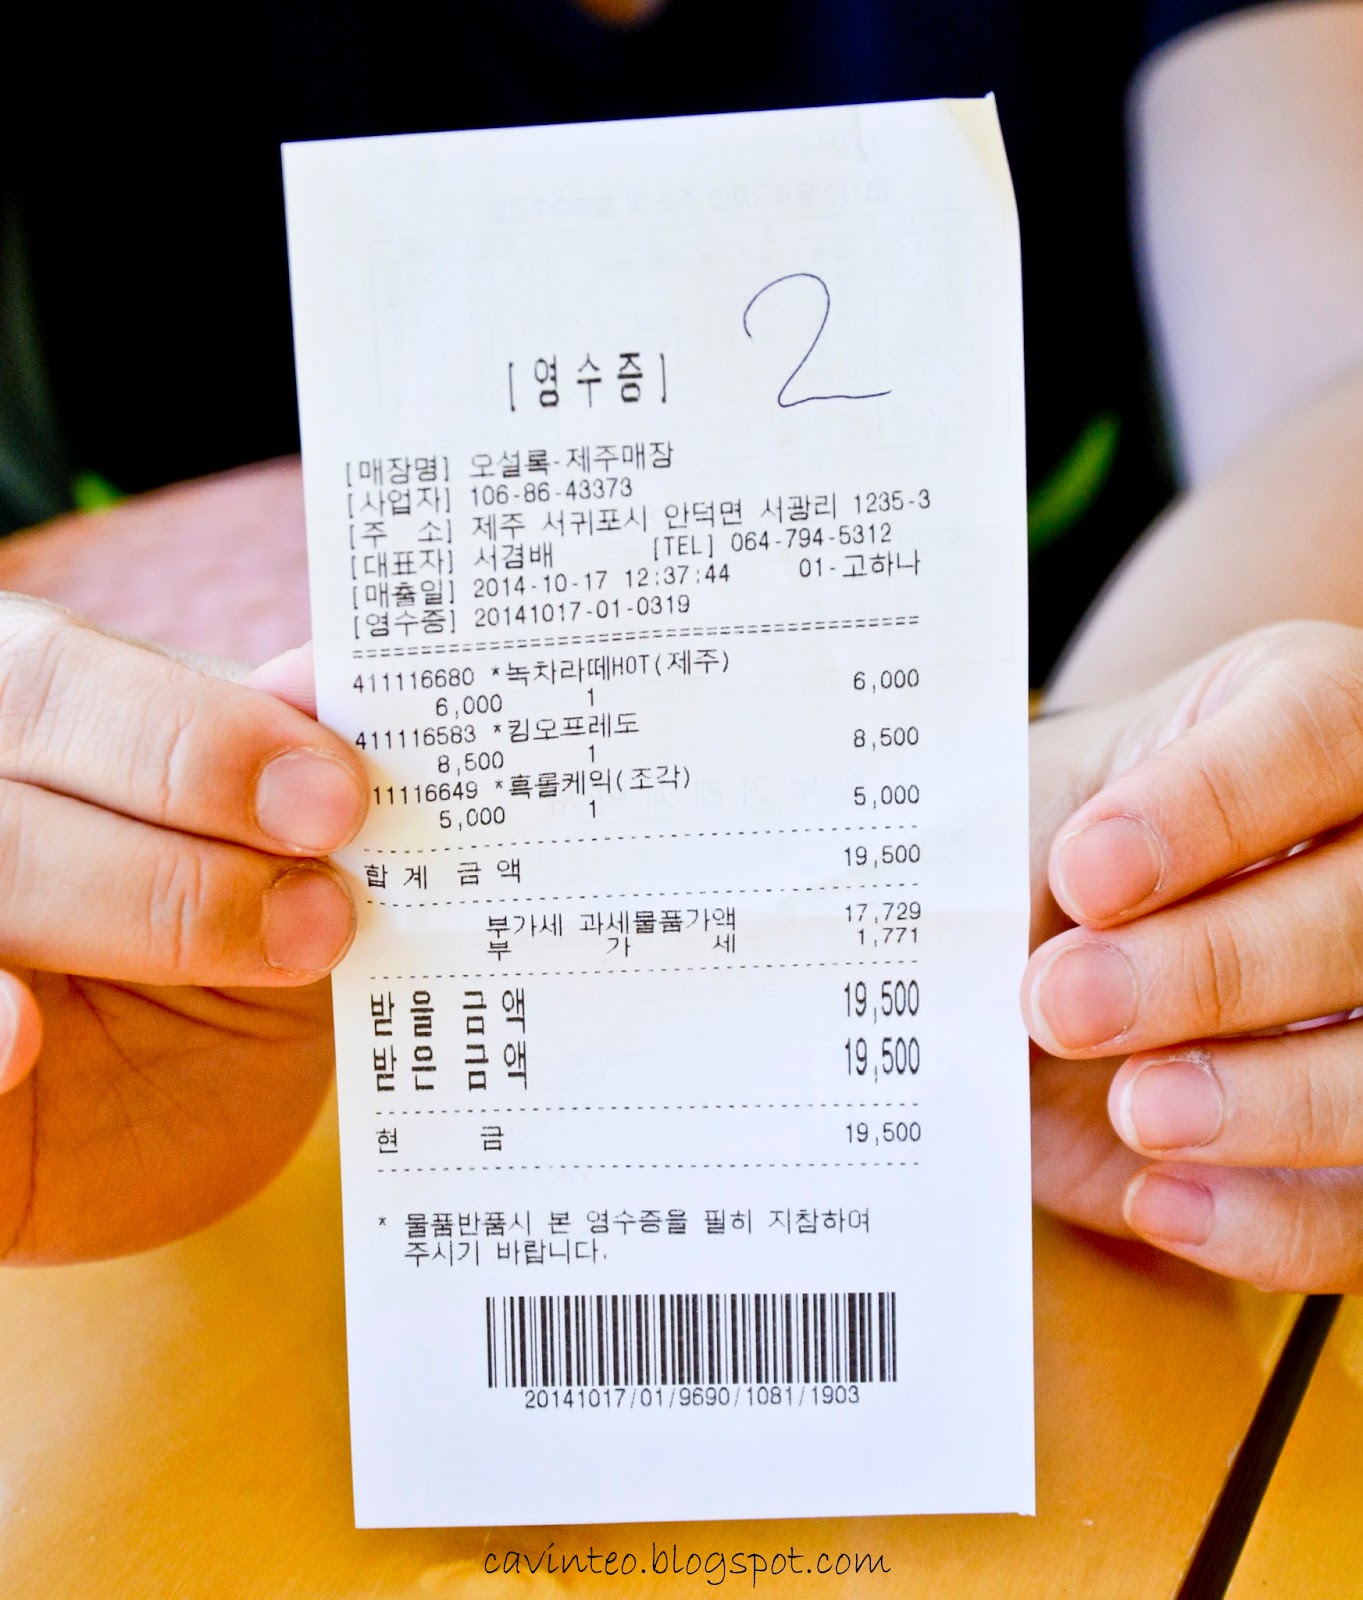 2
[영수증]
[매장명] 오설록-제주매장
[사업자] 106-86-43373
[주 소] 제주 서귀포시 안덕면 서광리 1235-3
[대표자] 서경배 [TEL] 064-794-5312
[매출일] 2014-10-17 12:37:44 01-고하나
[영수증] 20141017-01-0319
411116680 *녹차라떼HOT(제주)
6,000 1 6,000
411116583 *킹오프레도
8,500 1 8,500
11116649 *흑롤케익(조각)
5,000 1 5,000
합 계 금 액 19,500
부가세 과세물품가액 17,729
부 가 세 1,771
받 을 금 액 19,500
받 은 금 액 19,500
현 금 19,500
* 물품반품시 본 영수증을 필히 지참하여
주시기 바랍니다.
20141017/01/9690/1081/1903
cavinteo.blogspot.com